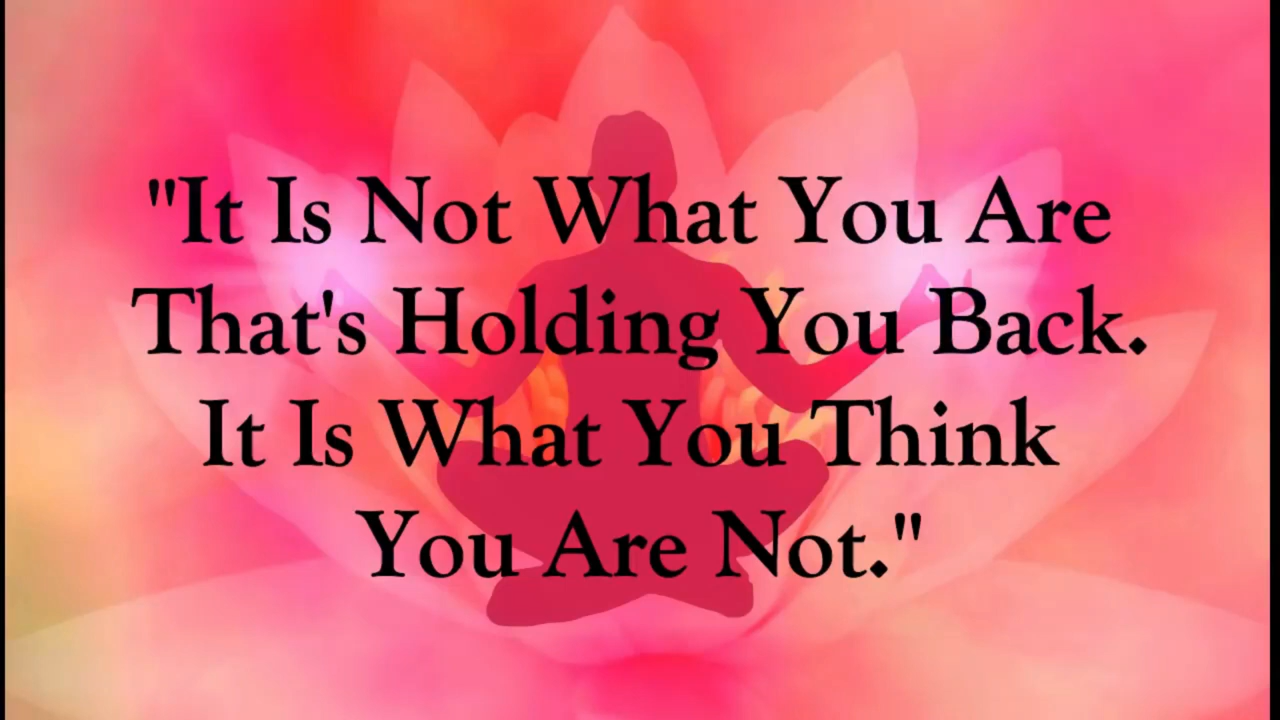 "It Is Not What You Are
That's Holding You Back.
It Is What You Think
You Are Not."